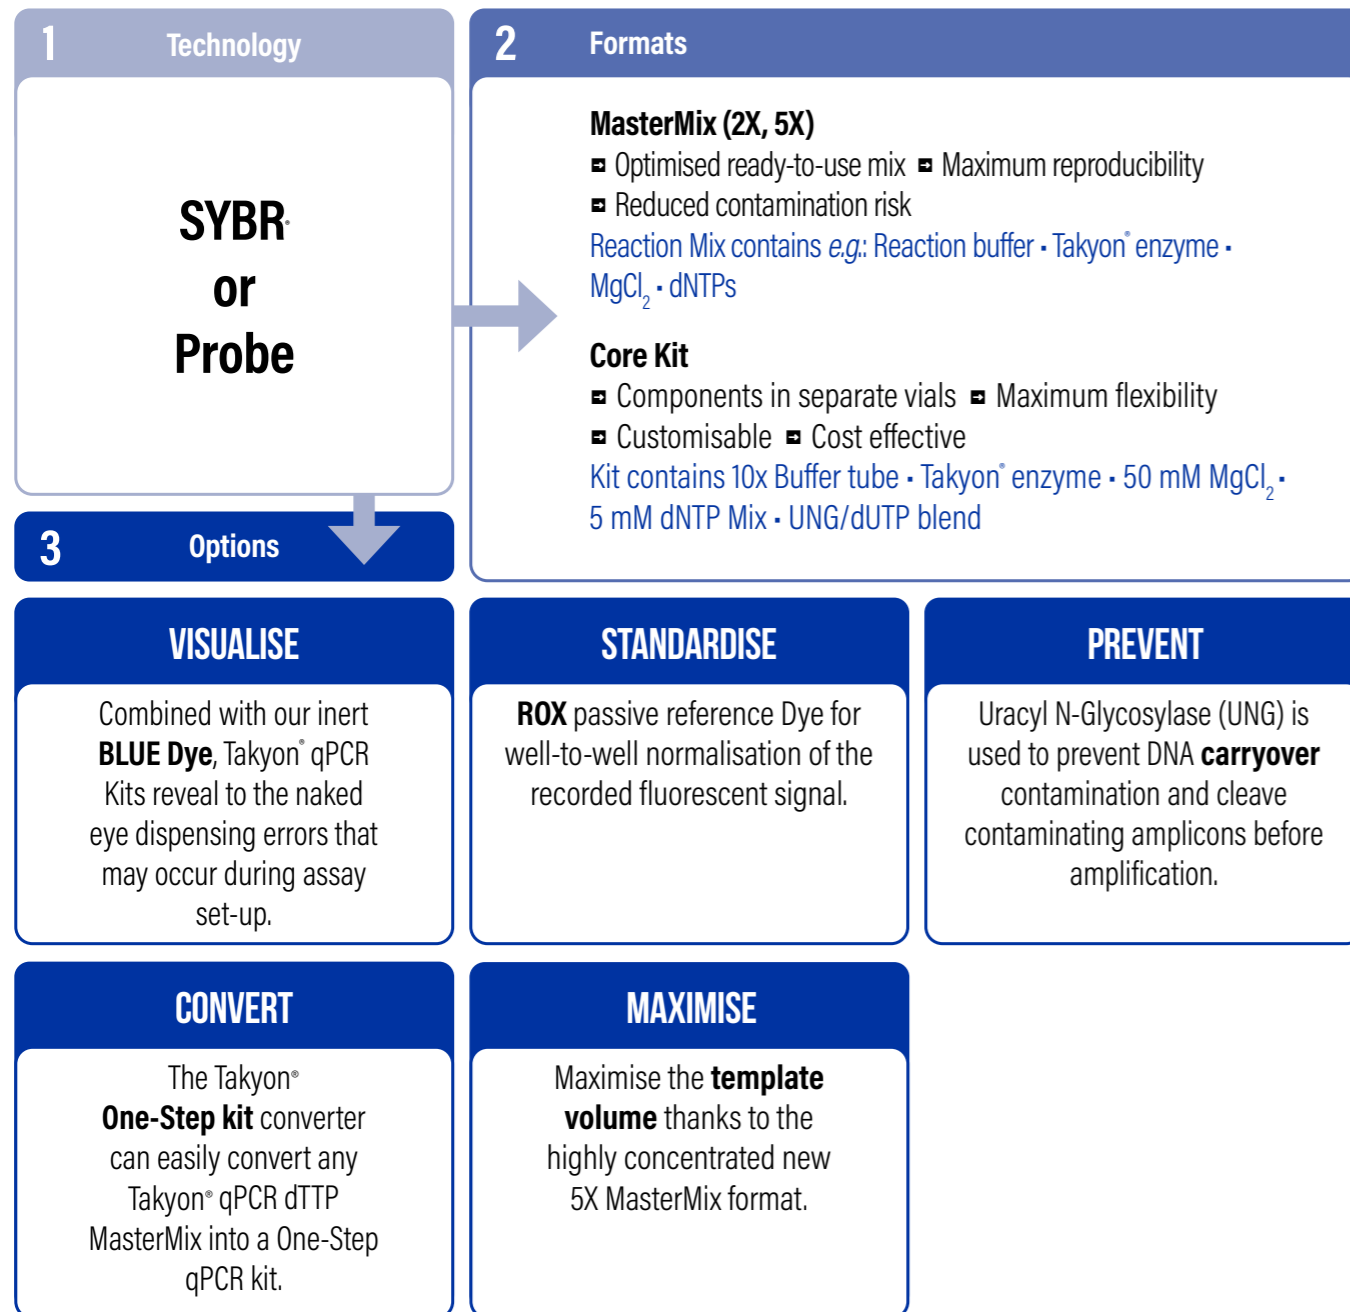 1 Technology
SYBR®
or
Probe
2 Formats
MasterMix (2X, 5X)
Optimised ready-to-use mix Maximum reproducibility
Reduced contamination risk
Reaction Mix contains e.g.: Reaction buffer • Takyon® enzyme •
MgCl₂ • dNTPs
Core Kit
Components in separate vials Maximum flexibility
Customisable Cost effective
Kit contains 10x Buffer tube • Takyon® enzyme • 50 mM MgCl₂ •
5 mM dNTP Mix • UNG/dUTP blend
3 Options
VISUALISE
Combined with our inert
BLUE Dye, Takyon® qPCR
Kits reveal to the naked
eye dispensing errors that
may occur during assay
set-up.
STANDARDISE
ROX passive reference Dye for
well-to-well normalisation of the
recorded fluorescent signal.
PREVENT
Uracyl N-Glycosylase (UNG) is
used to prevent DNA carryover
contamination and cleave
contaminating amplicons before
amplification.
CONVERT
The Takyon®
One-Step kit converter
can easily convert any
Takyon® qPCR dTTP
MasterMix into a One-Step
qPCR kit.
MAXIMISE
Maximise the template
volume thanks to the
highly concentrated new
5X MasterMix format.